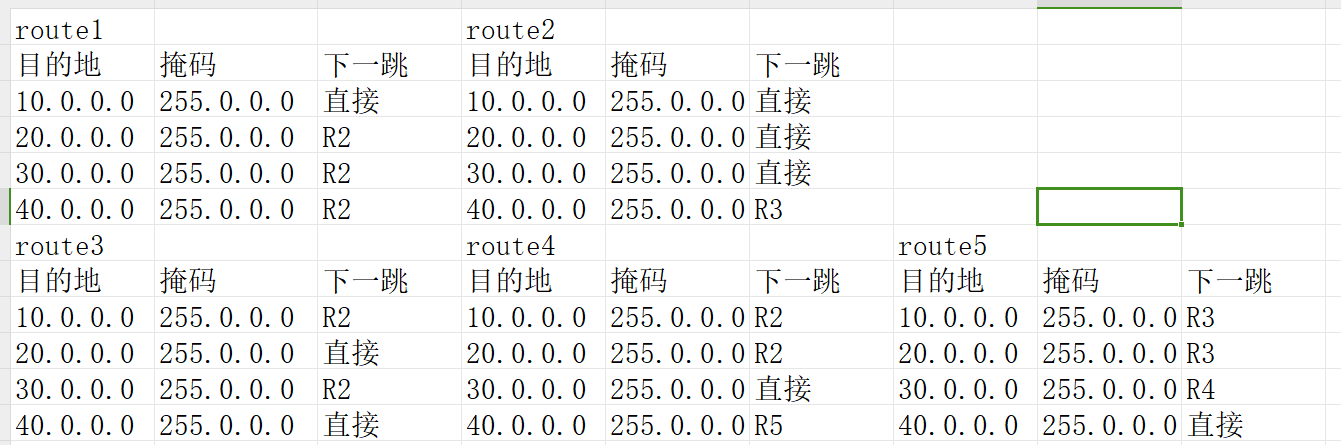 route1 route2
目的地 掩码 下一跳 目的地 掩码 下一跳
10.0.0.0 255.0.0.0 直接 10.0.0.0 255.0.0.0 直接
20.0.0.0 255.0.0.0 R2 20.0.0.0 255.0.0.0 直接
30.0.0.0 255.0.0.0 R2 30.0.0.0 255.0.0.0 直接
40.0.0.0 255.0.0.0 R2 40.0.0.0 255.0.0.0 R3
route3 route4 route5
目的地 掩码 下一跳 目的地 掩码 下一跳 目的地 掩码 下一跳
10.0.0.0 255.0.0.0 R2 10.0.0.0 255.0.0.0 R2 10.0.0.0 255.0.0.0 R3
20.0.0.0 255.0.0.0 直接 20.0.0.0 255.0.0.0 R2 20.0.0.0 255.0.0.0 R3
30.0.0.0 255.0.0.0 R2 30.0.0.0 255.0.0.0 直接 30.0.0.0 255.0.0.0 R4
40.0.0.0 255.0.0.0 直接 40.0.0.0 255.0.0.0 R5 40.0.0.0 255.0.0.0 直接